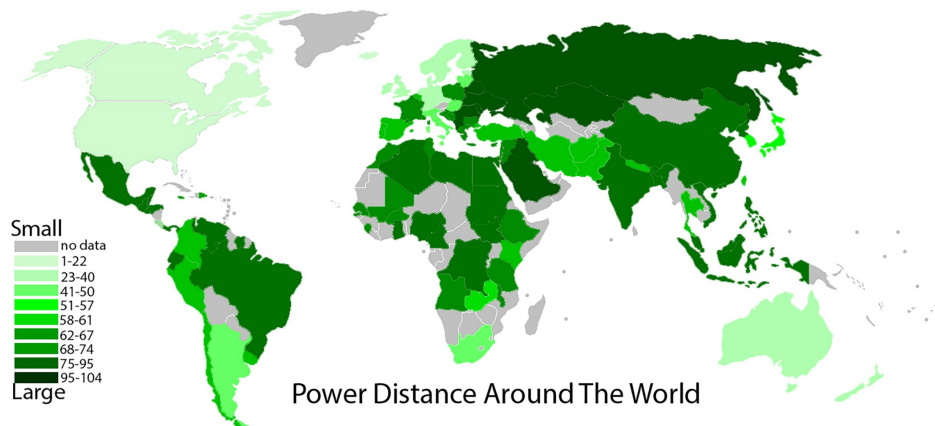 Small
no data
1-22
23-40
41-50
51-57
58-61
62-67
68-74
75-95
95-104
Large
Power Distance Around The World